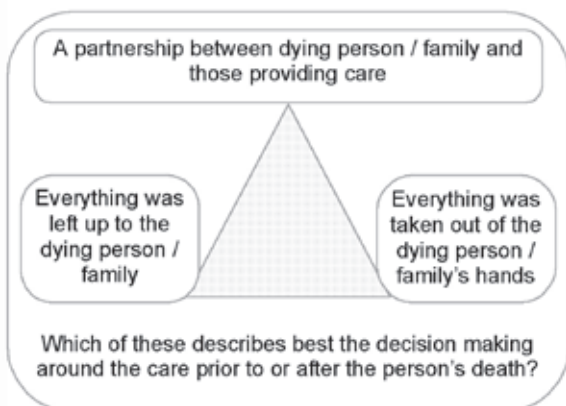 A partnership between dying person / family and
those providing care
Everything was
left up to the
dying person /
family
Everything was
taken out of the
dying person /
family's hands
Which of these describes best the decision making
around the care prior to or after the person's death?